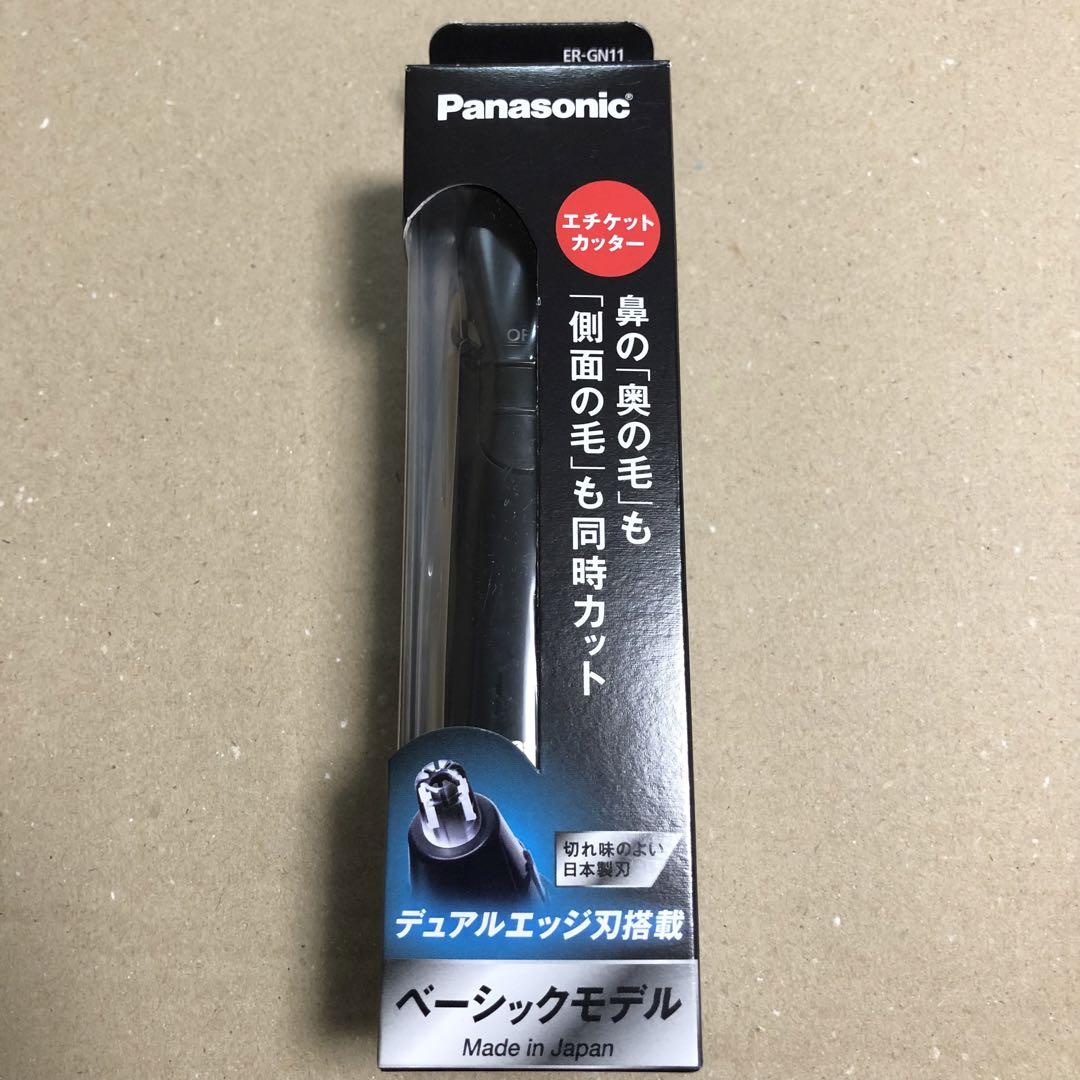 ER-GN11
Panasonic®
エチケット
カッター
鼻の「奥の毛」も
「側面の毛」も同時カット
切れ味のよい
日本製刃
デュアルエッジ刃搭載
ベーシックモデル
Made in Japan